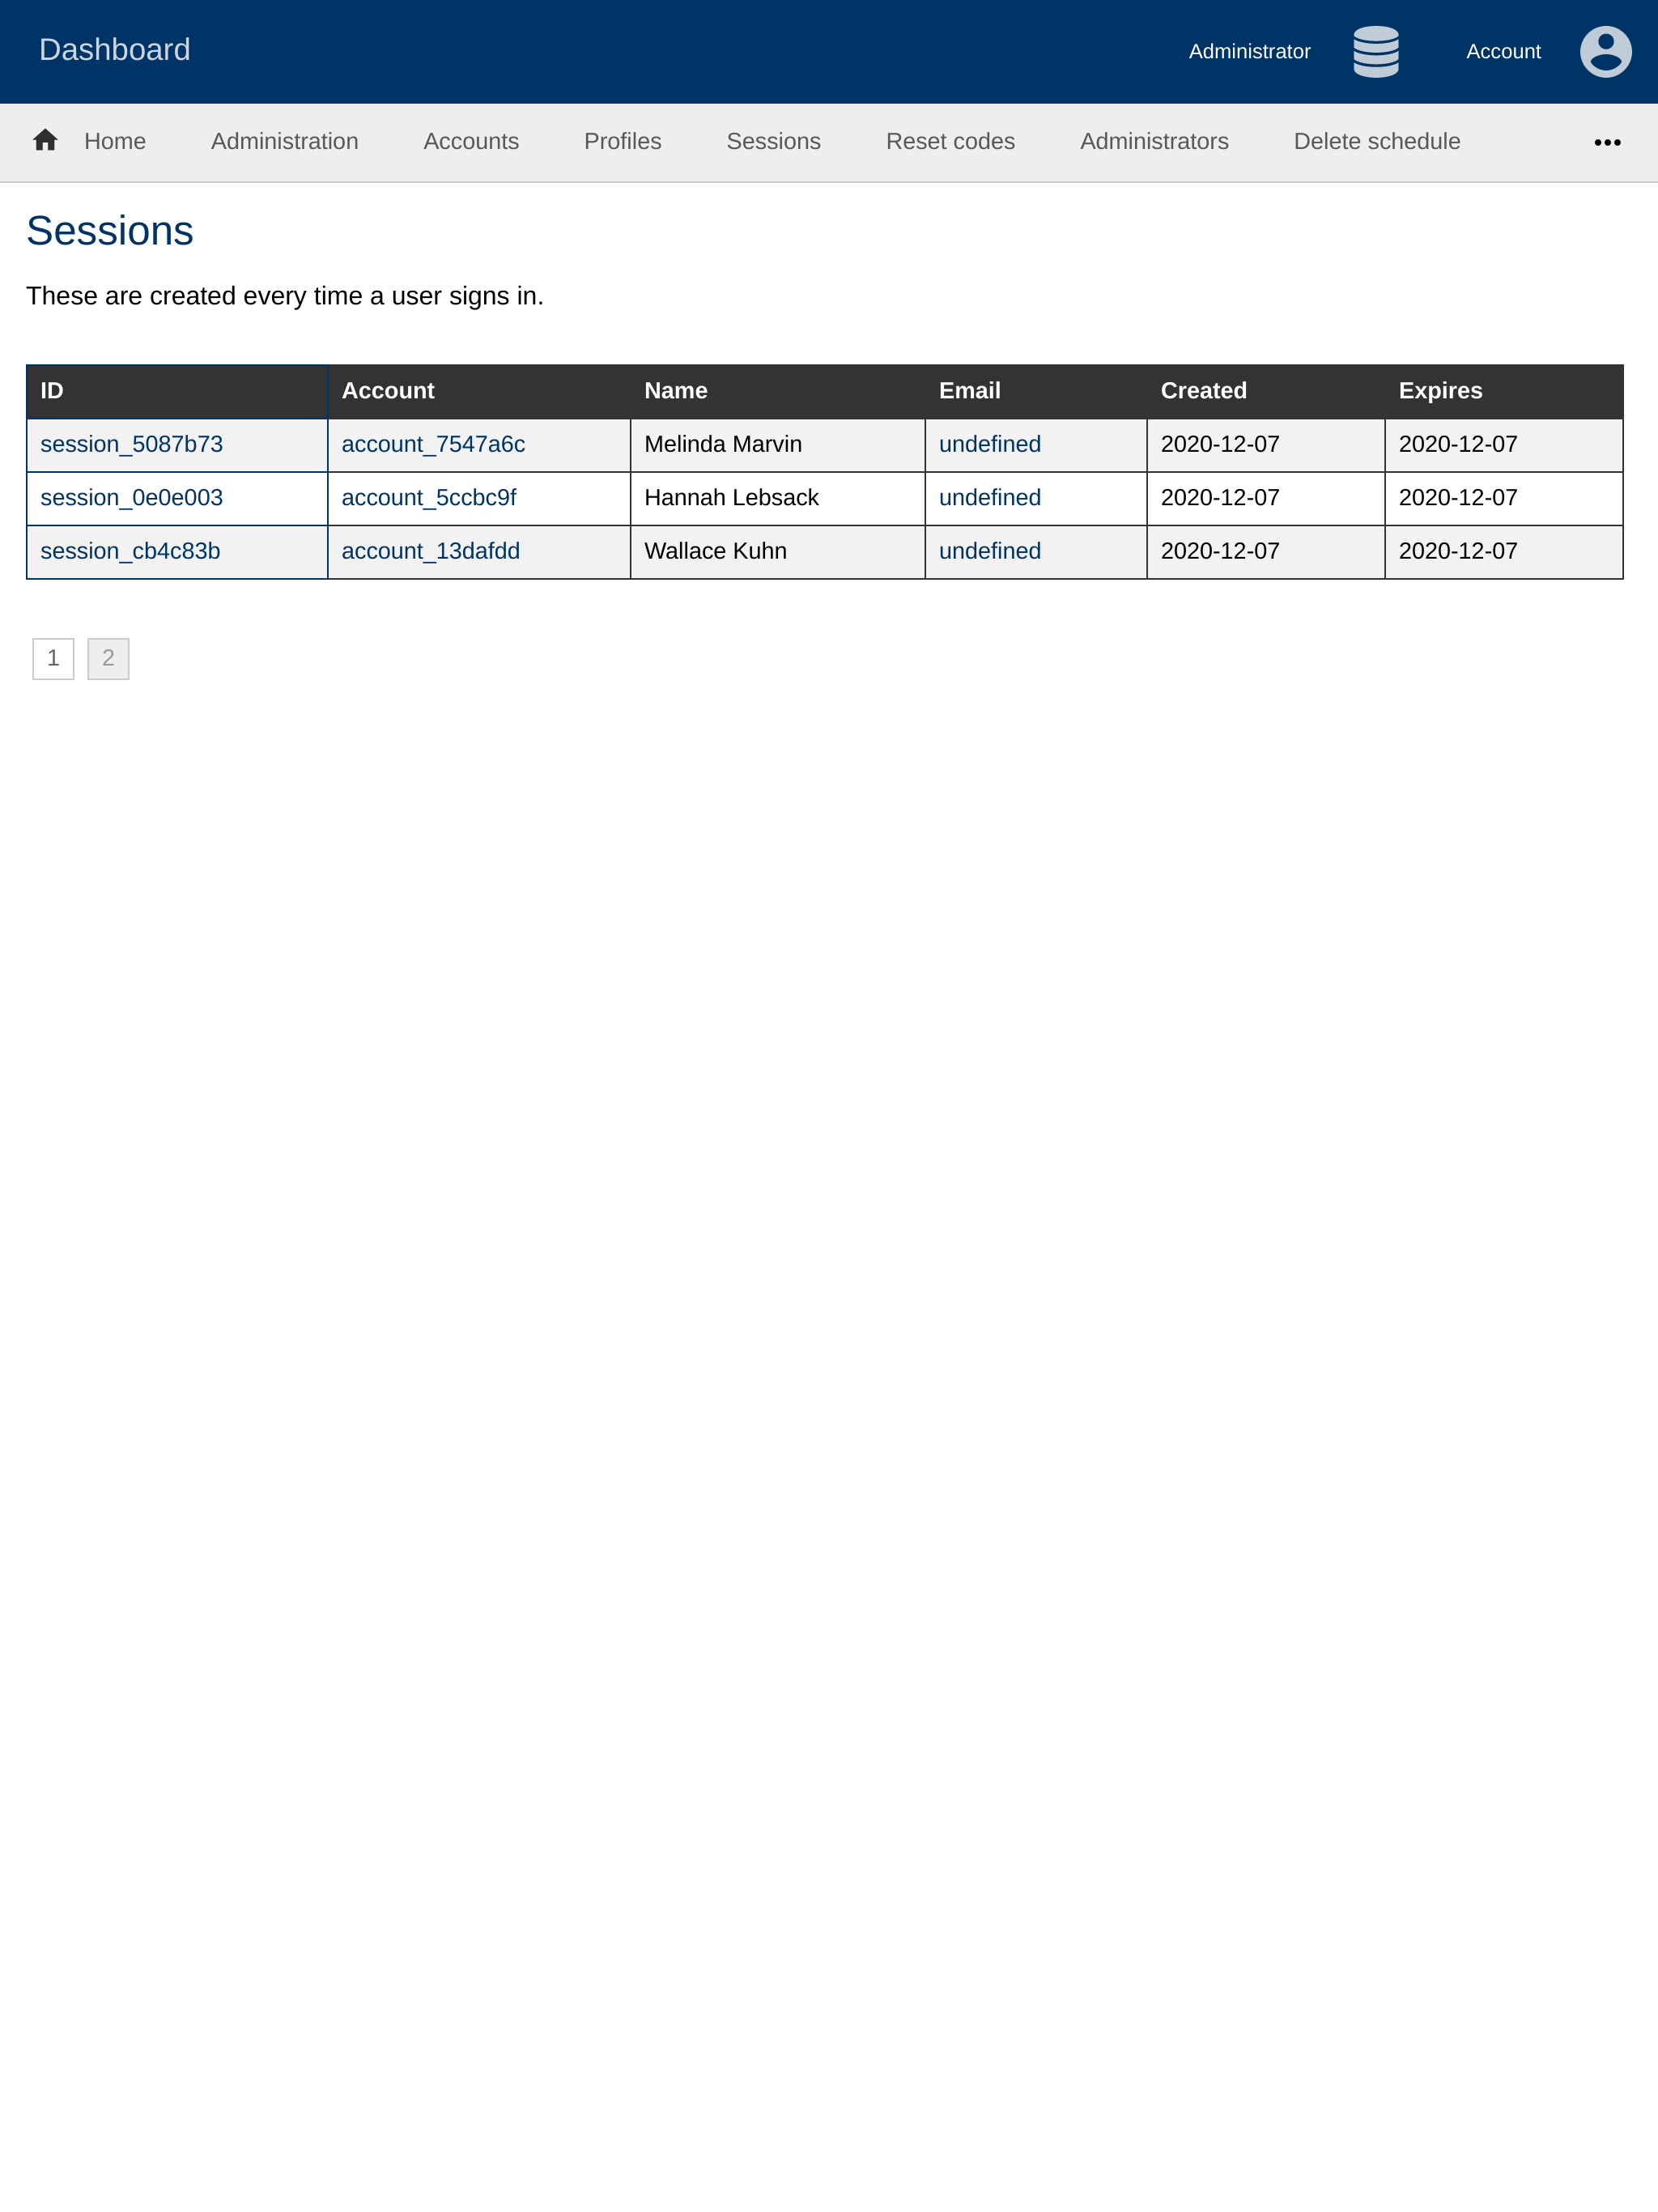 Dashboard Administrator Account
Home Administration Accounts Profiles Sessions Reset codes Administrators Delete schedule •••
Sessions
These are created every time a user signs in.
ID Account Name Email Created Expires
session_5087b73 account_7547a6c Melinda Marvin undefined 2020-12-07 2020-12-07
session_0e0e003 account_5ccbc9f Hannah Lebsack undefined 2020-12-07 2020-12-07
session_cb4c83b account_13dafdd Wallace Kuhn undefined 2020-12-07 2020-12-07
1 2